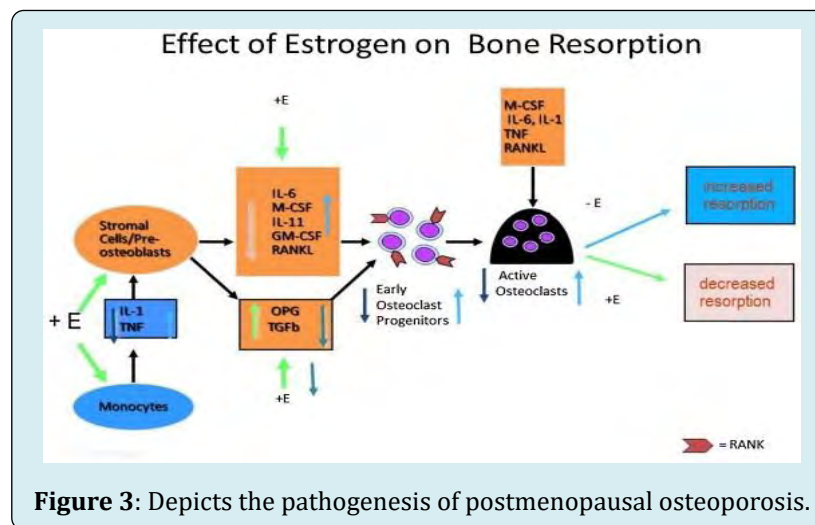 Effect of Estrogen on Bone Resorption
+E
M-CSF
IL-6, IL-1
TNF
RANKL
IL-6
M-CSF
IL-11
GM-CSF
RANKL
Stromal
Cells/Pre-
osteoblasts
- E
increased
resorption
+ E
IL-1
TNF
OPG
TGFb
Early
Osteoclast
Progenitors
Active
Osteoclasts
+E
decreased
resorption
Monocytes
+E
= RANK
Figure 3: Depicts the pathogenesis of postmenopausal osteoporosis.